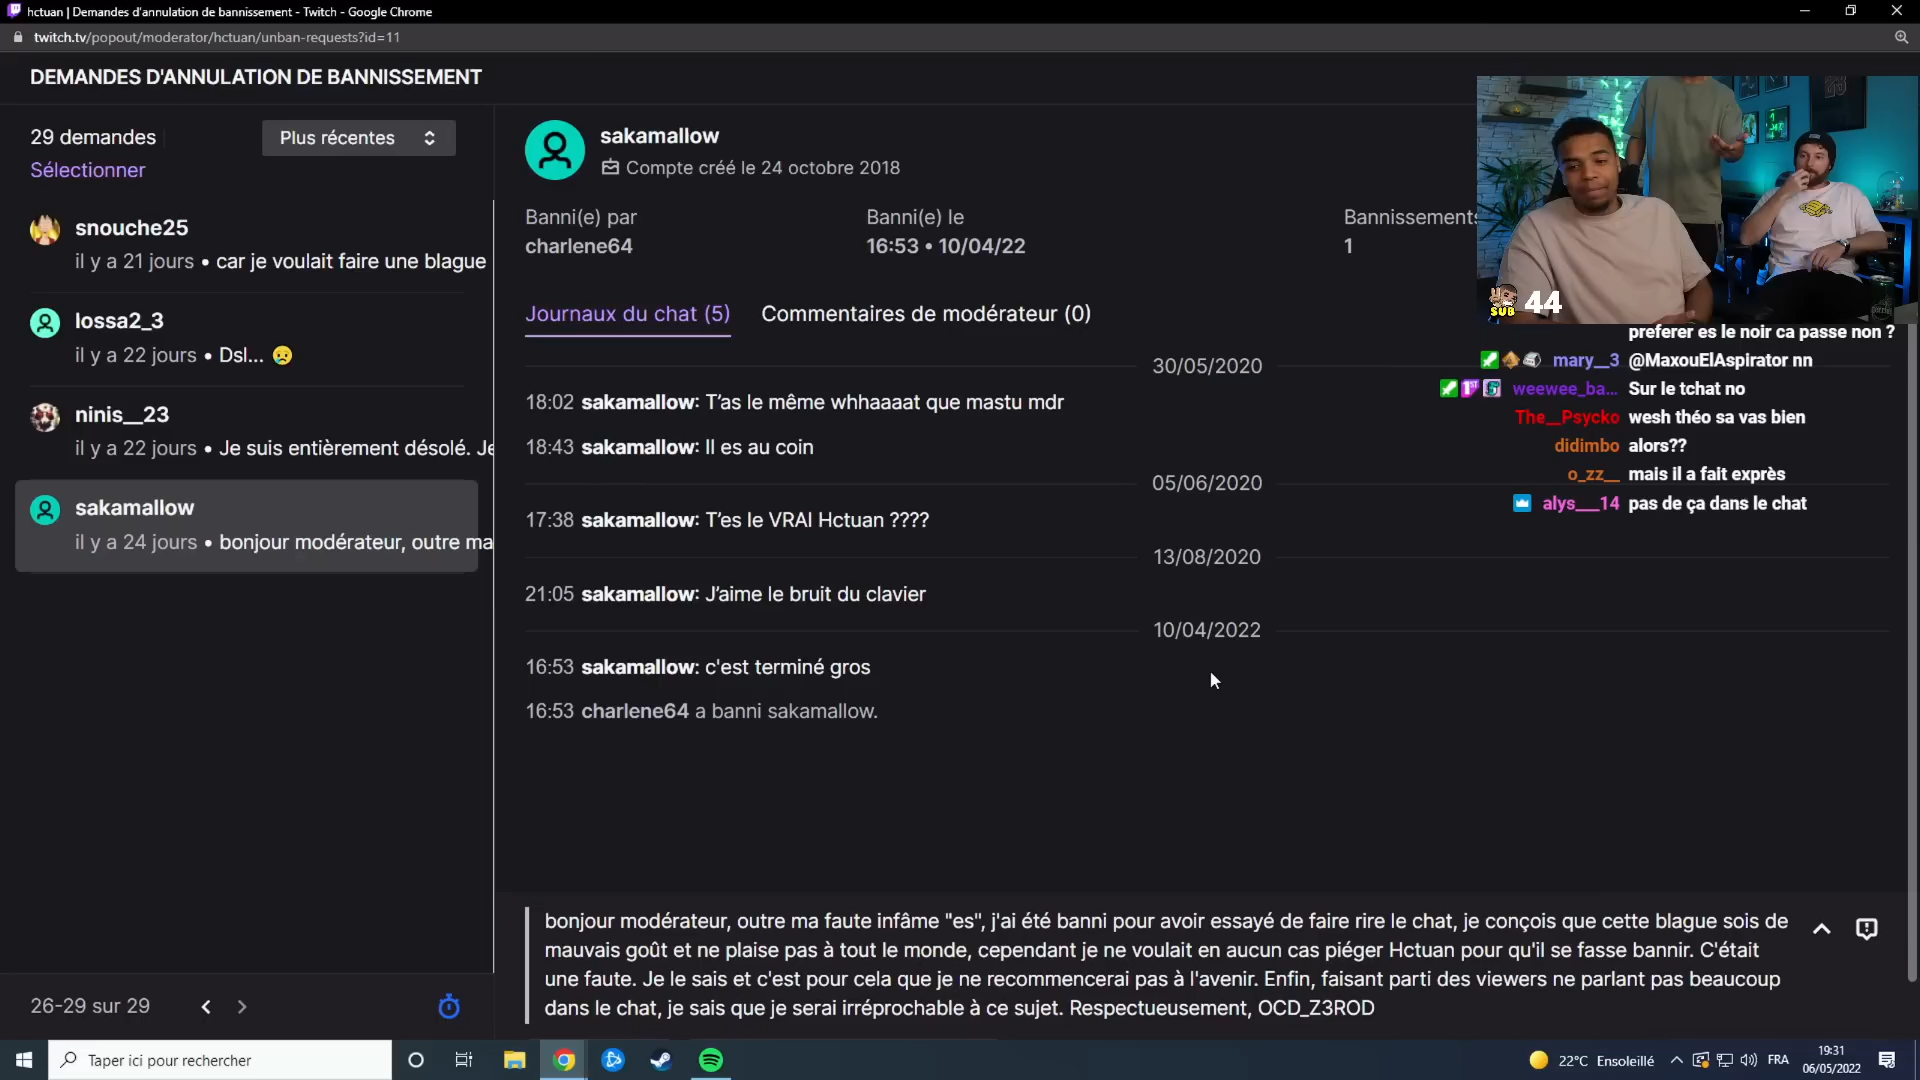 hctuan | Demandes d'annulation de bannissement - Twitch - Google Chrome
twitch.tv/popout/moderator/hctuan/unban-requests?id=11
DEMANDES D'ANNULATION DE BANNISSEMENT
29 demandes
Plus récentes
Sélectionner
snouche25
il y a 21 jours • car je voulait faire une blague
lossa2_3
il y a 22 jours • Dsl... 😥
ninis__23
il y a 22 jours • Je suis entièrement désolé. Je
sakamallow
il y a 24 jours • bonjour modérateur, outre ma
26-29 sur 29
sakamallow
Compte créé le 24 octobre 2018
Banni(e) par
charlene64
Banni(e) le
16:53 • 10/04/22
Bannissements
1
Journaux du chat (5)
Commentaires de modérateur (0)
30/05/2020
18:02 sakamallow: T'as le même whhaaaat que mastu mdr
18:43 sakamallow: Il es au coin
05/06/2020
17:38 sakamallow: T'es le VRAI Hctuan ????
13/08/2020
21:05 sakamallow: J'aime le bruit du clavier
10/04/2022
16:53 sakamallow: c'est terminé gros
16:53 charlene64 a banni sakamallow.
SUB 44
preferer es le noir ca passe non ?
mary__3 @MaxouElAspirator nn
weewee_ba... Sur le tchat no
The__Psycko wesh théo sa vas bien
didimbo alors??
o_zz__ mais il a fait exprès
alys___14 pas de ça dans le chat
bonjour modérateur, outre ma faute infâme "es", j'ai été banni pour avoir essayé de faire rire le chat, je conçois que cette blague sois de
mauvais goût et ne plaise pas à tout le monde, cependant je ne voulait en aucun cas piéger Hctuan pour qu'il se fasse bannir. C'était
une faute. Je le sais et c'est pour cela que je ne recommencerai pas à l'avenir. Enfin, faisant parti des viewers ne parlant pas beaucoup
dans le chat, je sais que je serai irréprochable à ce sujet. Respectueusement, OCD_Z3ROD
Taper ici pour rechercher
22°C Ensoleillé
FRA
19:31
06/05/2022